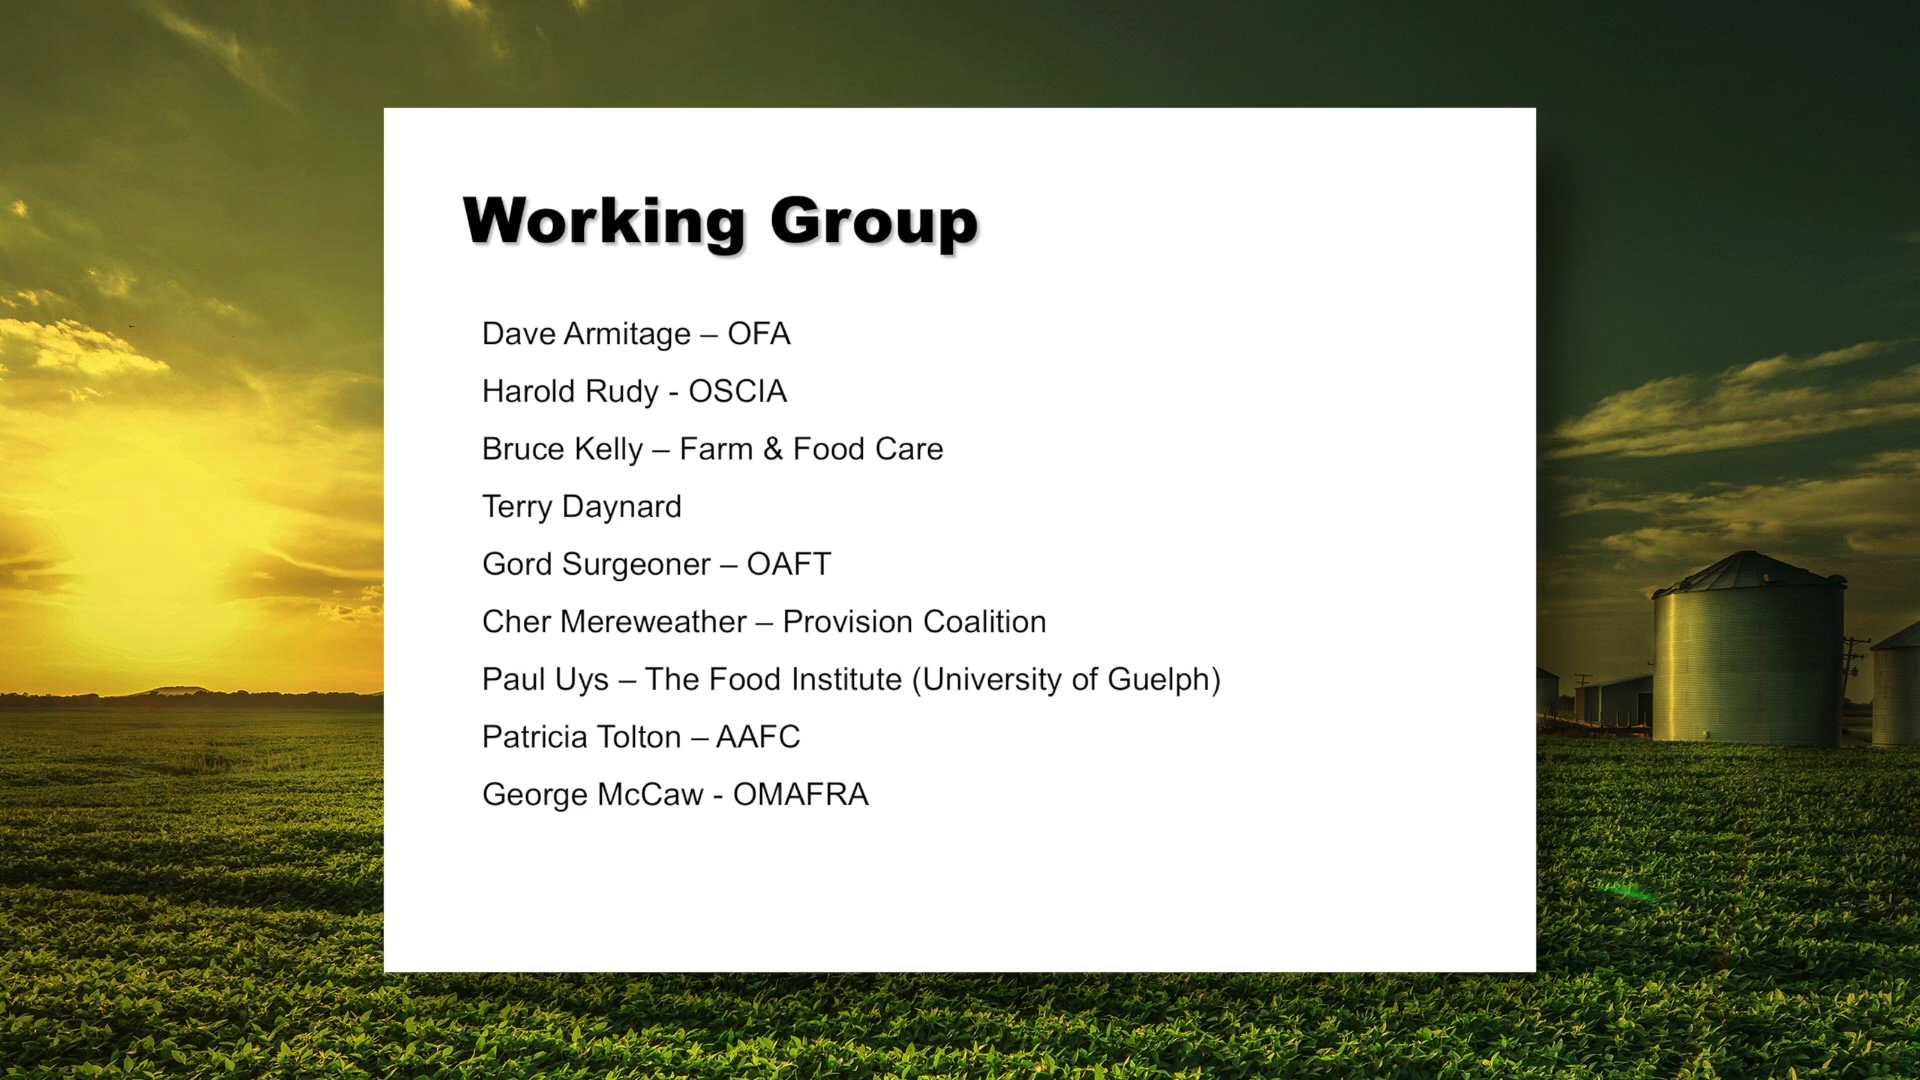 Working Group
Dave Armitage – OFA
Harold Rudy - OSCIA
Bruce Kelly – Farm & Food Care
Terry Daynard
Gord Surgeoner – OAFT
Cher Mereweather – Provision Coalition
Paul Uys – The Food Institute (University of Guelph)
Patricia Tolton – AAFC
George McCaw - OMAFRA